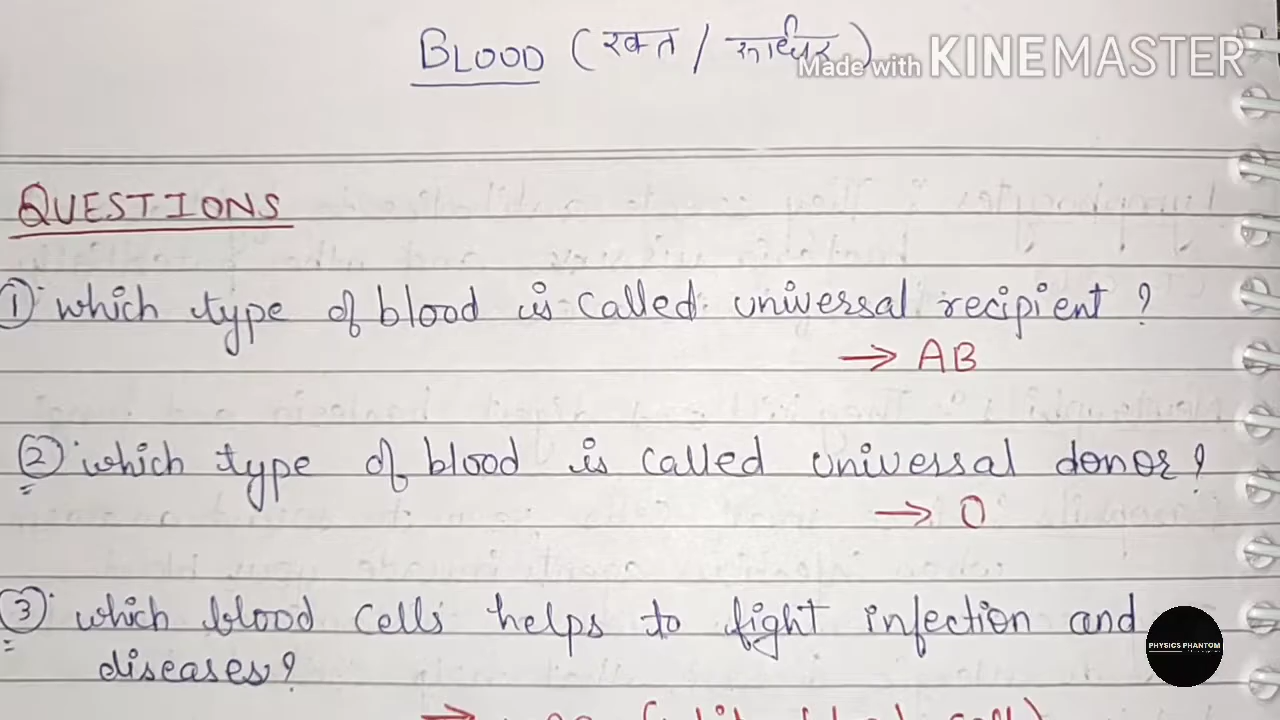 BLOOD (रक्त / रुधिर)
Made with KINEMASTER
QUESTIONS
① which type of blood is called universal recipient ?
→ AB
② which type of blood is called universal donor ?
→ O
③ which blood cells helps to fight infection and
diseases ?
PHYSICS PHANTOM